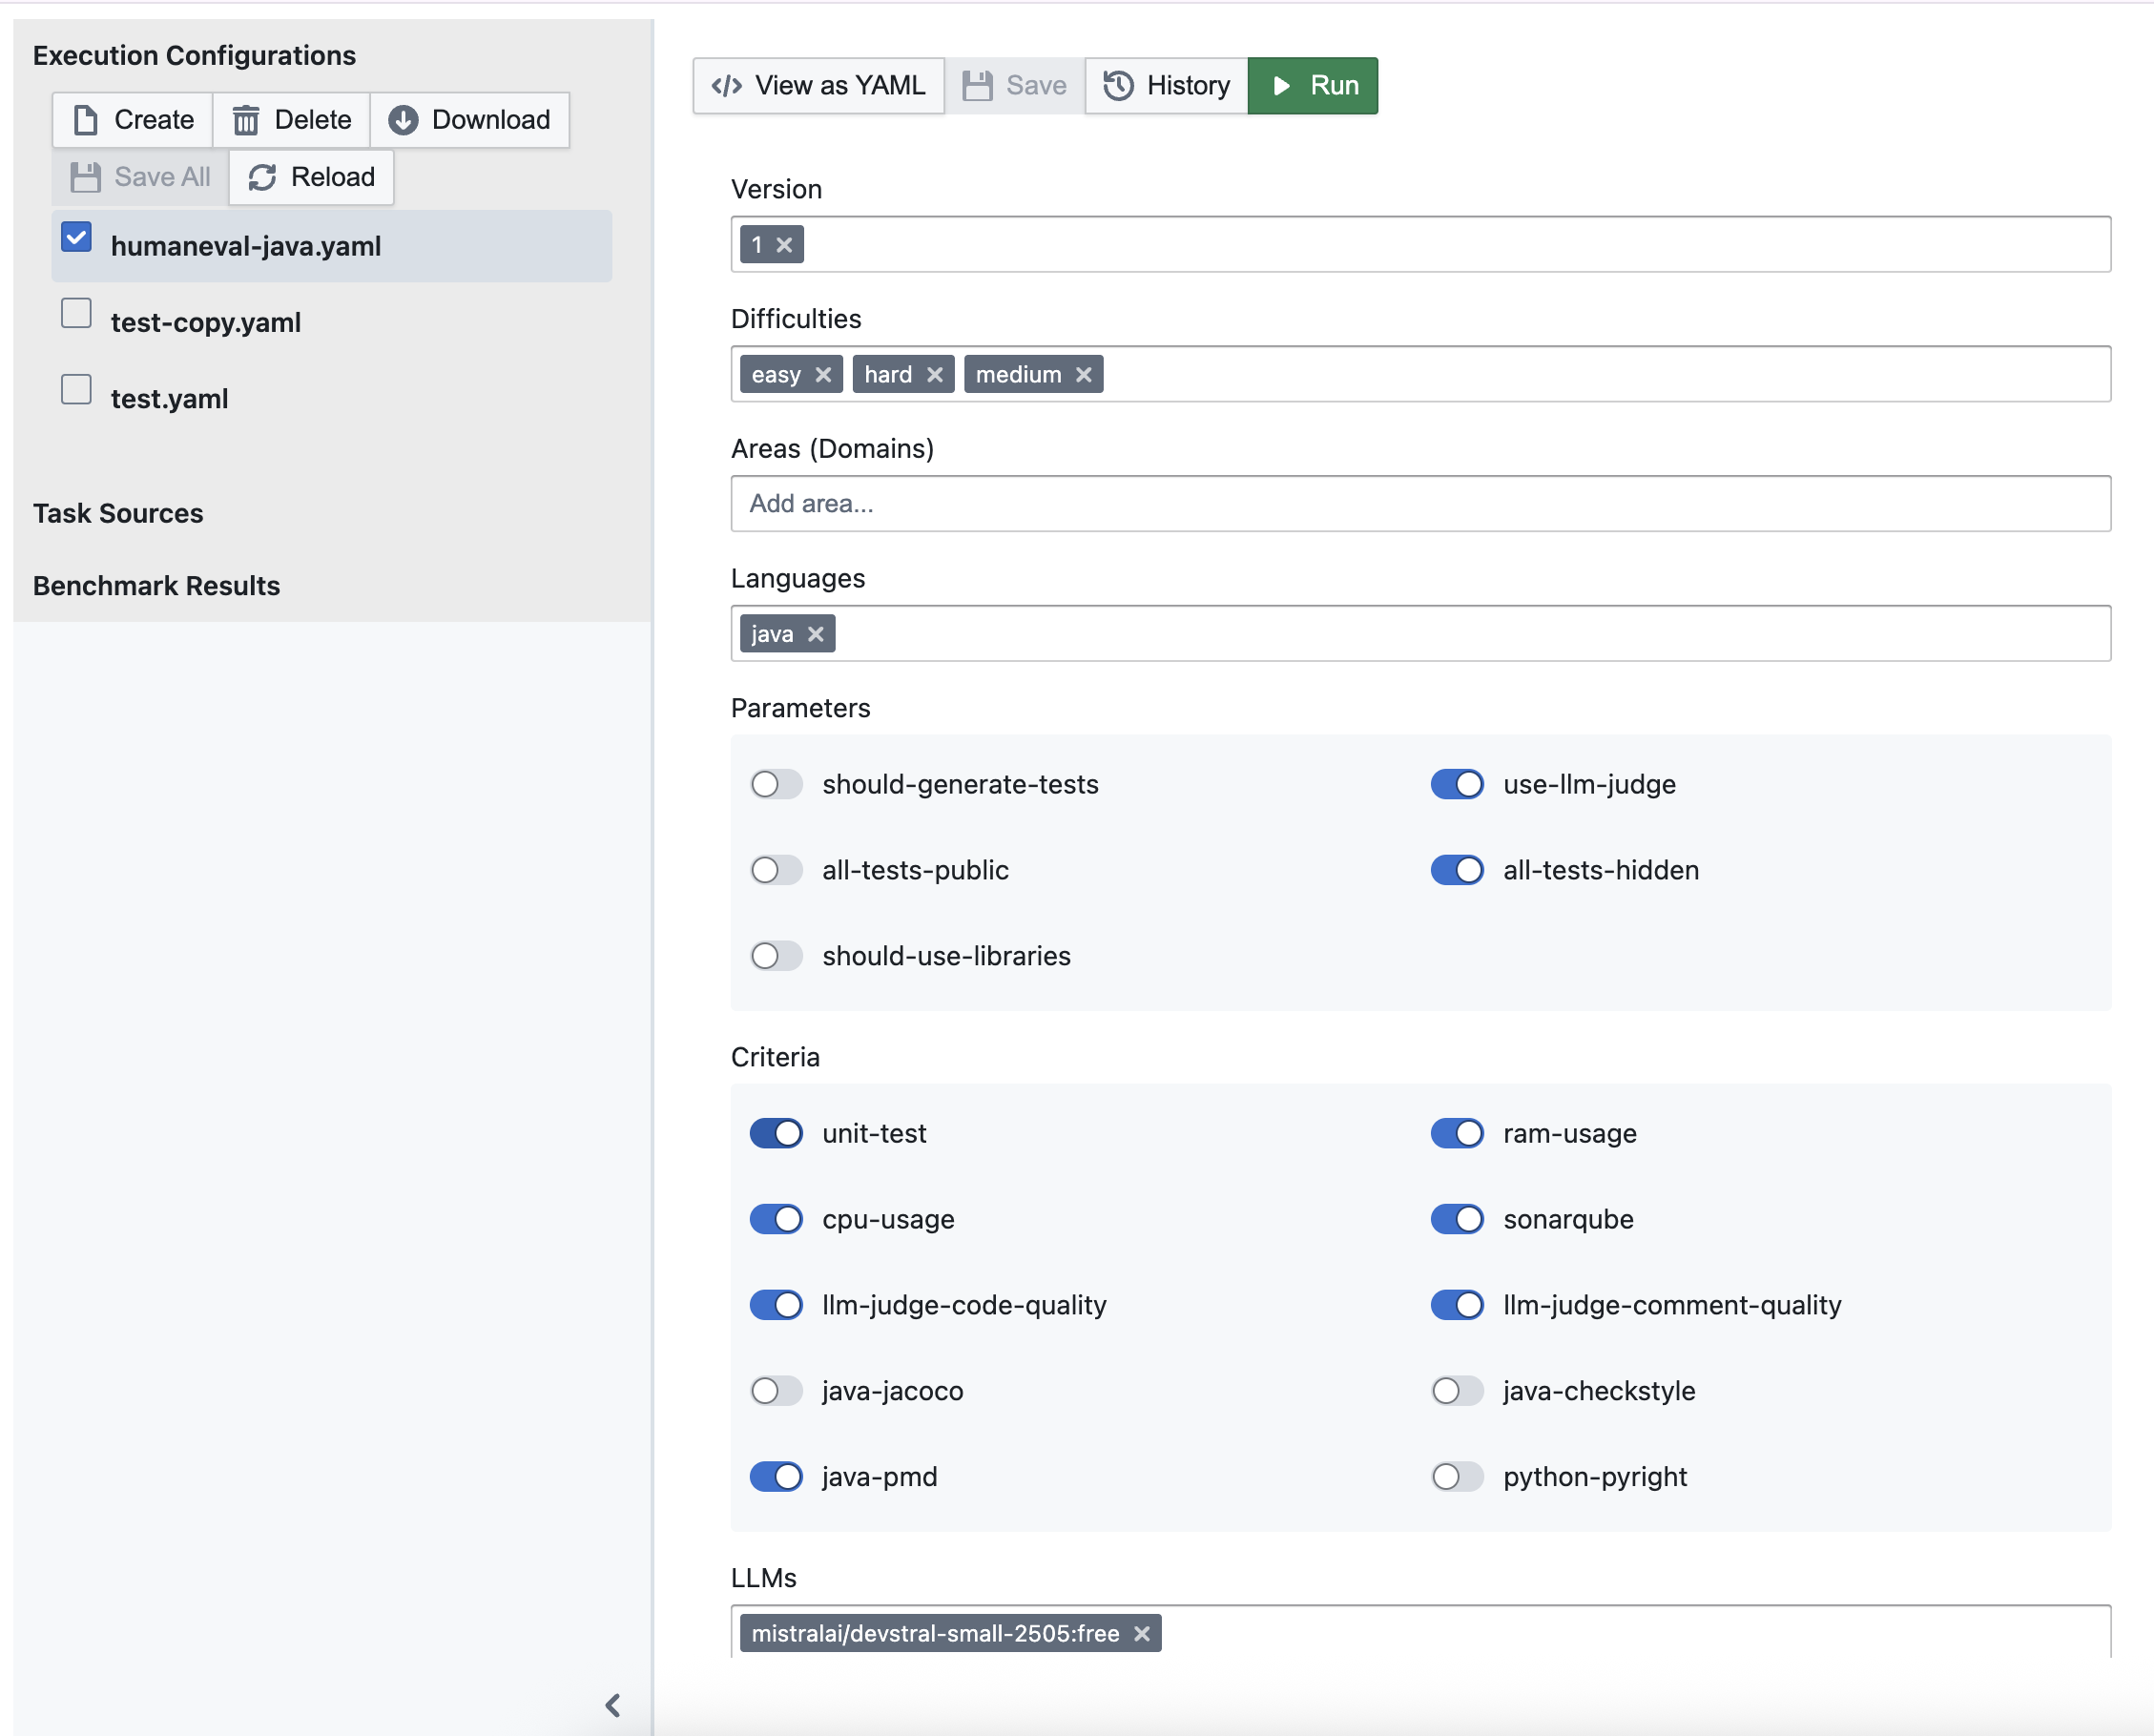 Execution Configurations
Create Delete Download
Save All Reload
humaneval-java.yaml
test-copy.yaml
test.yaml
Task Sources
Benchmark Results
View as YAML Save History Run
Version
1
Difficulties
easy hard medium
Areas (Domains)
Add area...
Languages
java
Parameters
should-generate-tests use-llm-judge
all-tests-public all-tests-hidden
should-use-libraries
Criteria
unit-test ram-usage
cpu-usage sonarqube
llm-judge-code-quality llm-judge-comment-quality
java-jacoco java-checkstyle
java-pmd python-pyright
LLMs
mistralai/devstral-small-2505:free